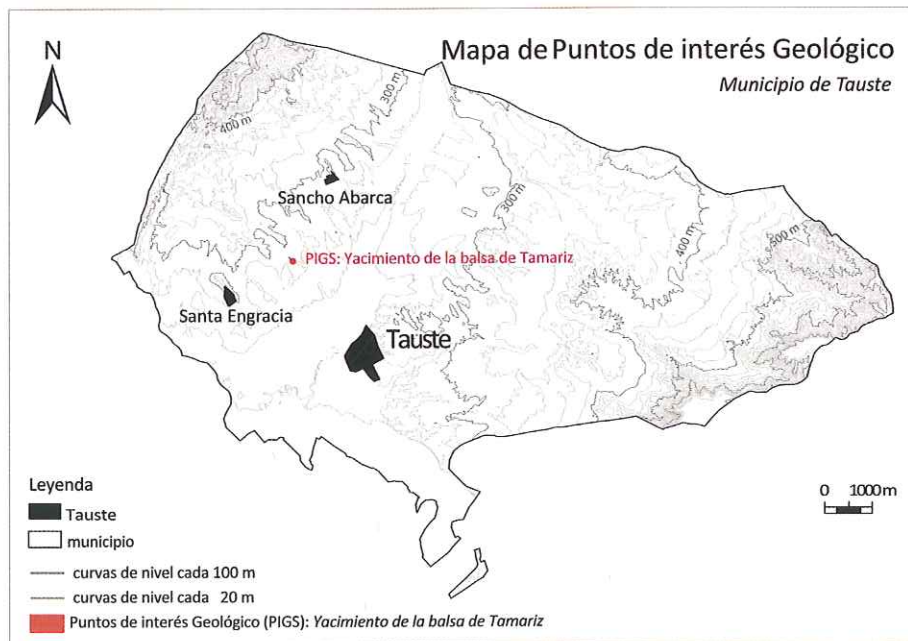 N
Mapa de Puntos de interés Geológico
Municipio de Tauste
300 m
400 m
Sancho Abarca
300 m
400 m
500 m
PIGS: Yacimiento de la balsa de Tamariz
Santa Engracia
Tauste
Leyenda
Tauste
municipio
curvas de nivel cada 100 m
curvas de nivel cada 20 m
Puntos de interés Geológico (PIGS): Yacimiento de la balsa de Tamariz
0 1000 m